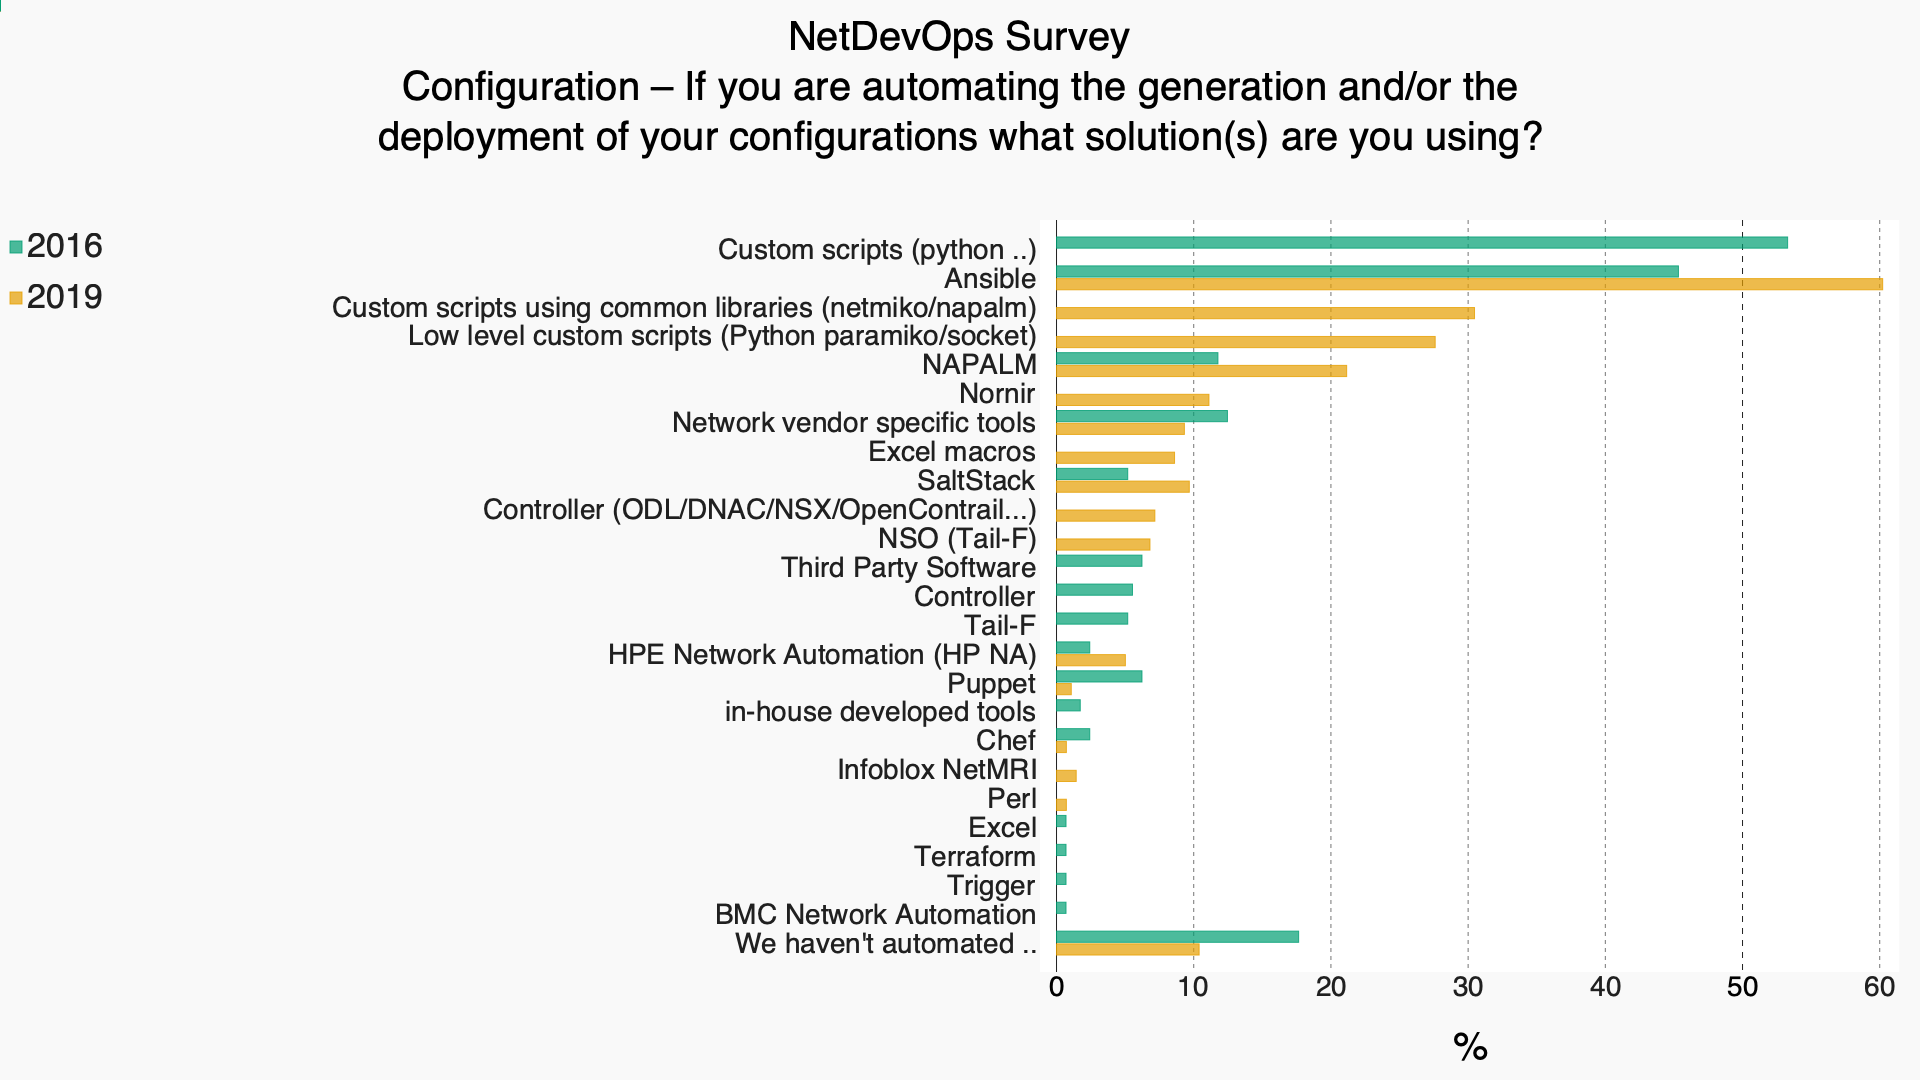 NetDevOps Survey
Configuration – If you are automating the generation and/or the
deployment of your configurations what solution(s) are you using?
2016
2019
Custom scripts (python ..)
Ansible
Custom scripts using common libraries (netmiko/napalm)
Low level custom scripts (Python paramiko/socket)
NAPALM
Nornir
Network vendor specific tools
Excel macros
SaltStack
Controller (ODL/DNAC/NSX/OpenContrail...)
NSO (Tail-F)
Third Party Software
Controller
Tail-F
HPE Network Automation (HP NA)
Puppet
in-house developed tools
Chef
Infoblox NetMRI
Perl
Excel
Terraform
Trigger
BMC Network Automation
We haven't automated ..
0 10 20 30 40 50 60
%